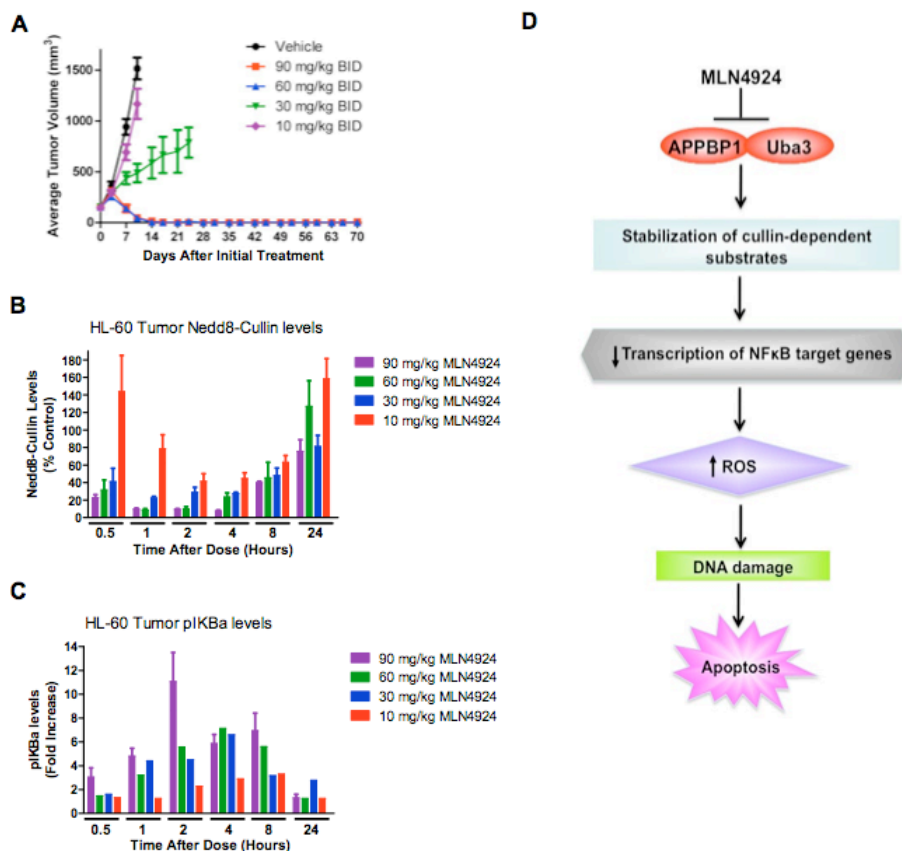 A
Average Tumor Volume (mm³)
1500
1000
500
0
Vehicle
90 mg/kg BID
60 mg/kg BID
30 mg/kg BID
10 mg/kg BID
0 7 14 21 28 35 42 49 56 63 70
Days After Initial Treatment
B
HL-60 Tumor Nedd8-Cullin levels
Nedd8-Cullin Levels
(% Control)
180
160
140
120
100
80
60
40
20
0
90 mg/kg MLN4924
60 mg/kg MLN4924
30 mg/kg MLN4924
10 mg/kg MLN4924
0.5 1 2 4 8 24
Time After Dose (Hours)
C
HL-60 Tumor pIKBa levels
pIKBa levels
(Fold Increase)
14
12
10
8
6
4
2
0
90 mg/kg MLN4924
60 mg/kg MLN4924
30 mg/kg MLN4924
10 mg/kg MLN4924
0.5 1 2 4 8 24
Time After Dose (Hours)
D
MLN4924
APPBP1 Uba3
Stabilization of cullin-dependent
substrates
↓ Transcription of NFκB target genes
↑ ROS
DNA damage
Apoptosis